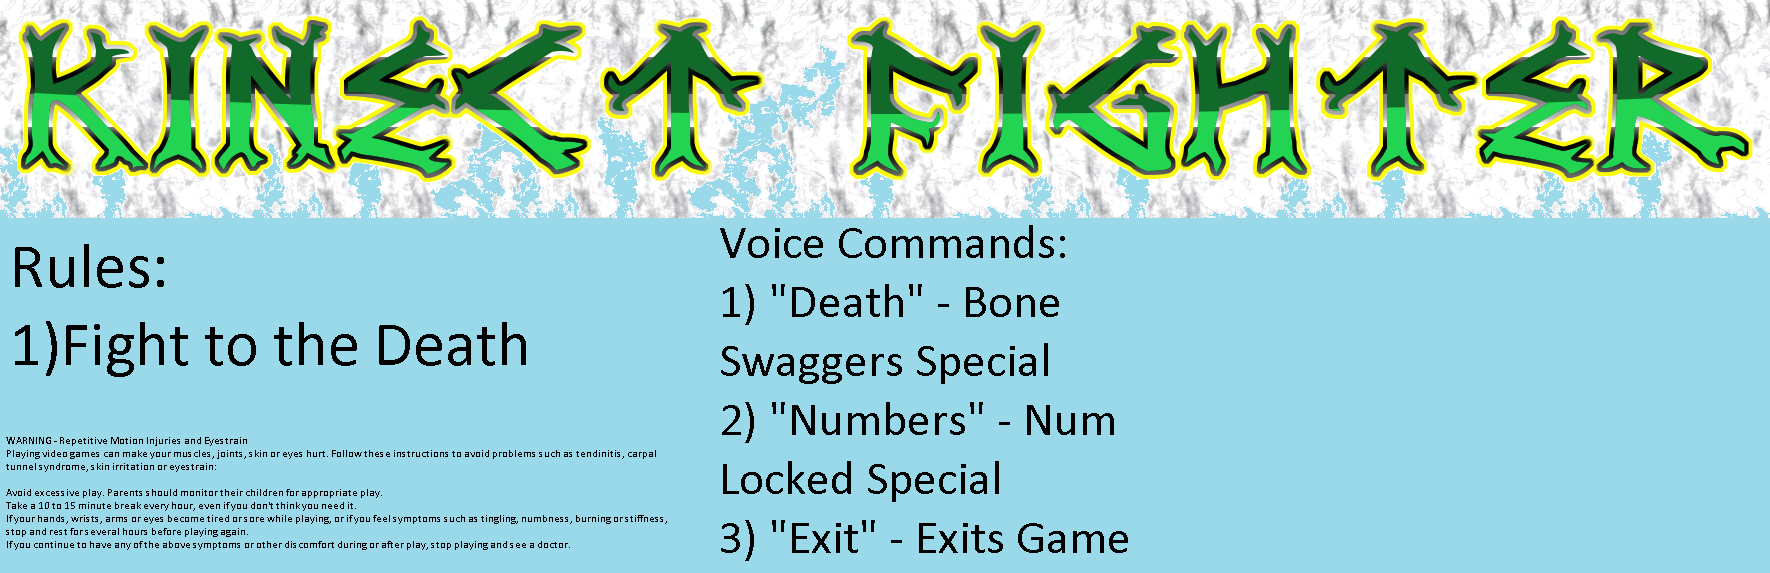 KINECT FIGHTER
Rules:
1)Fight to the Death
WARNING - Repetitive Motion Injuries and Eyestrain
Playing video games can make your muscles, joints, skin or eyes hurt. Follow these instructions to avoid problems such as tendinitis, carpal
tunnel syndrome, skin irritation or eyestrain:
Avoid excessive play. Parents should monitor their children for appropriate play.
Take a 10 to 15 minute break every hour, even if you don't think you need it.
If your hands, wrists, arms or eyes become tired or sore while playing, or if you feel symptoms such as tingling, numbness, burning or stiffness,
stop and rest for several hours before playing again.
If you continue to have any of the above symptoms or other discomfort during or after play, stop playing and see a doctor.
Voice Commands:
1) "Death" - Bone
Swaggers Special
2) "Numbers" - Num
Locked Special
3) "Exit" - Exits Game